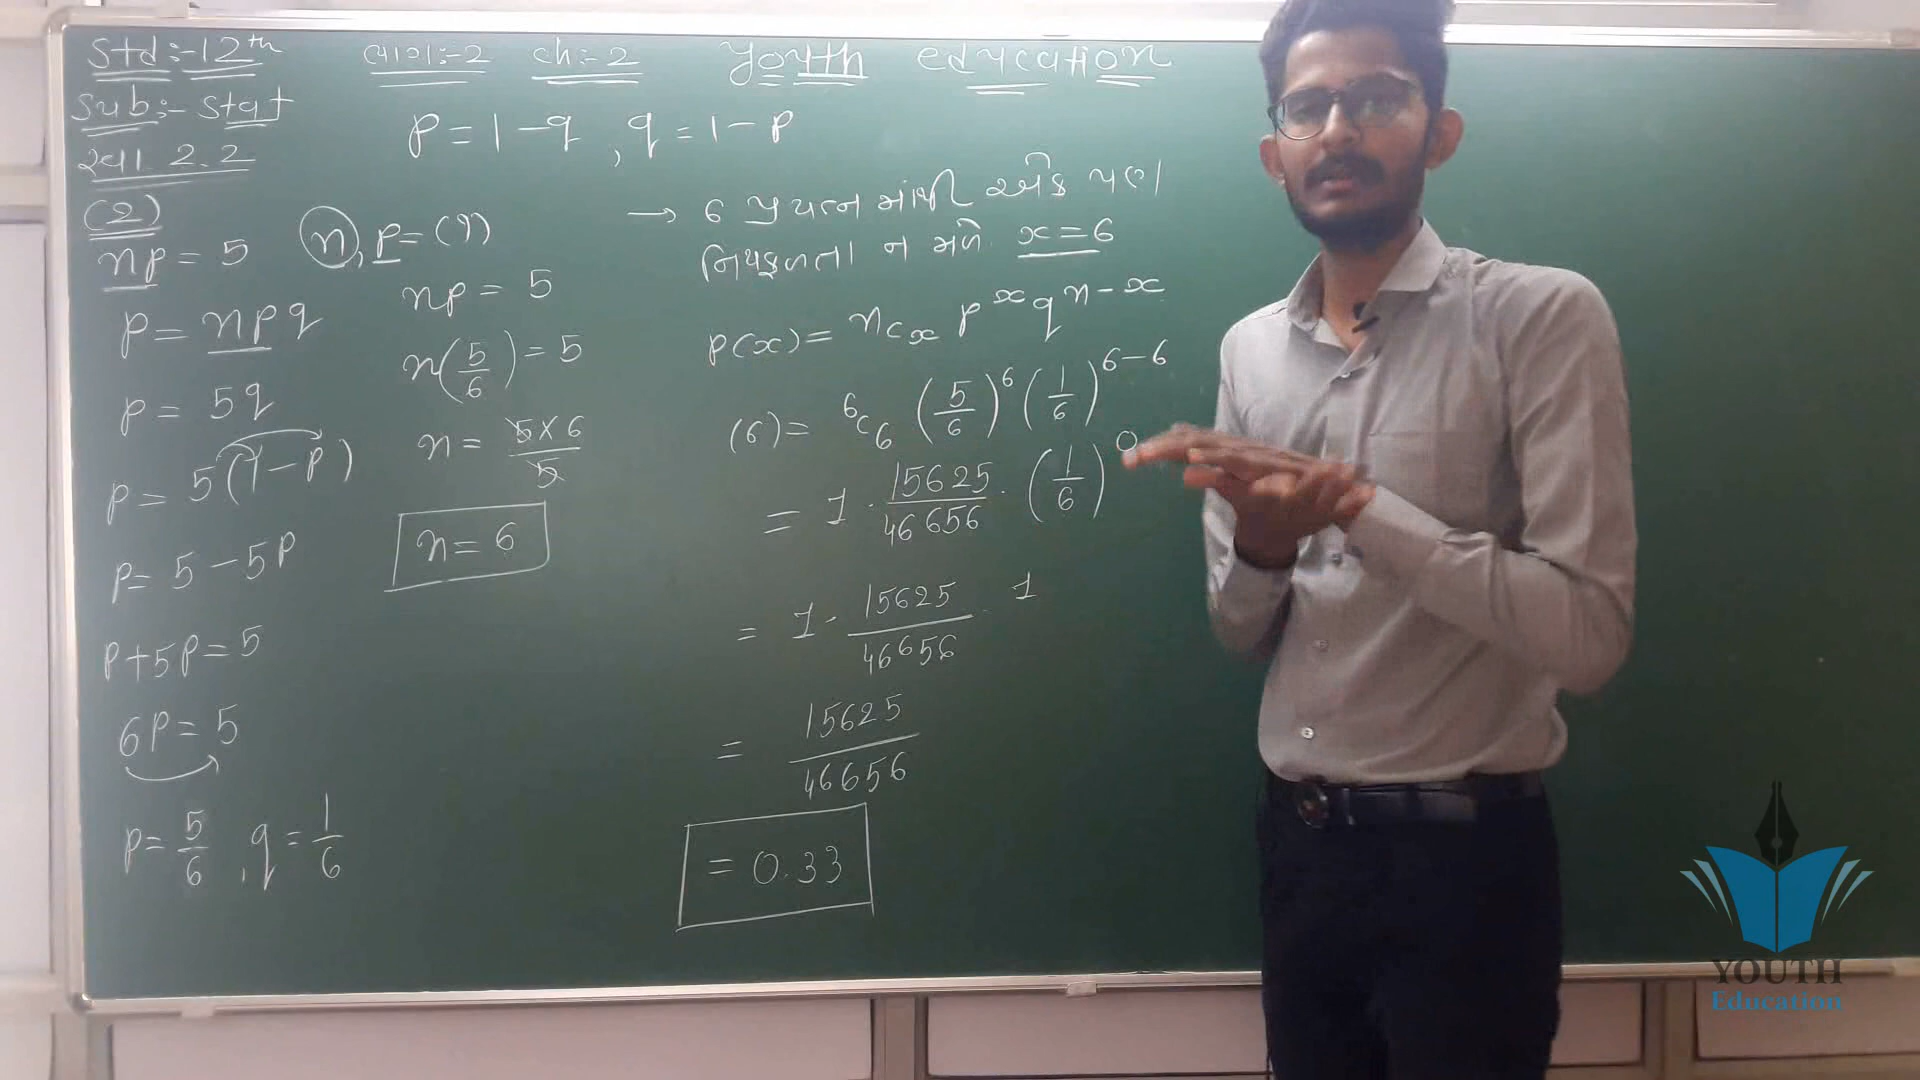 Std:- 12th ભાગ:-2 ch:-2 youth education
Sub:- Stat
સ્વા. 2.2
p = 1 - q , q = 1 - p
(2)
np = 5
p = npq
p = 5q
p = 5(1-p)
p = 5 - 5p
p + 5p = 5
6p = 5
p = 5/6 , q = 1/6
n, p = (?)
np = 5
n(5/6) = 5
n = 5×6/5
n = 6
→ 6 પ્રયત્ન માંથી એક પણ
નિષ્ફળતા ન મળે. x = 6
p(x) = nCx p^x q^n-x
(6) = 6C6 (5/6)^6 (1/6)^6-6
= 1 · 15625/46656 · (1/6)^0
= 1 · 15625/46656 · 1
= 15625/46656
= 0.33
YOUTH
Education